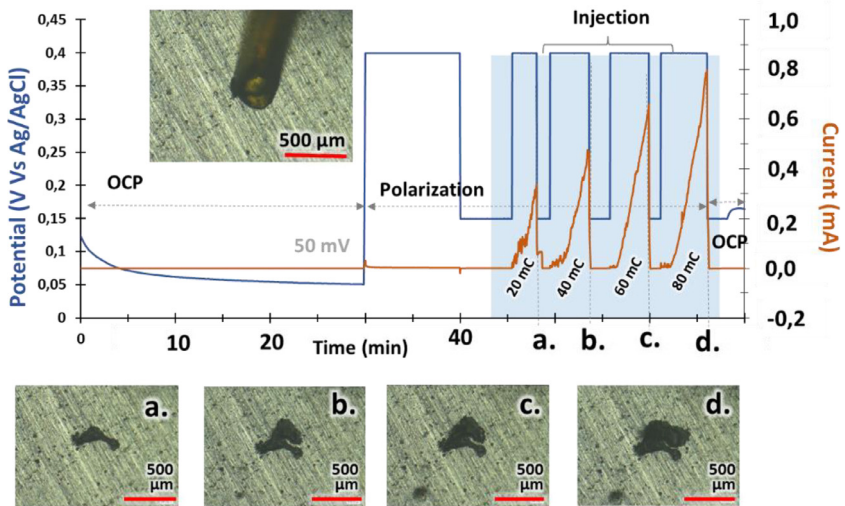 Potential (V Vs Ag/AgCl)
0,45
0,4
0,35
0,3
0,25
0,2
0,15
0,1
0,05
0
500 µm
OCP
50 mV
Polarization
Injection
20 mC
40 mC
60 mC
80 mC
OCP
1,0
0,8
0,6
0,4
0,2
0,0
-0,2
Current (mA)
0
10
20
Time (min)
40
a.
b.
c.
d.
a.
500
µm
b.
500
µm
c.
500
µm
d.
500
µm